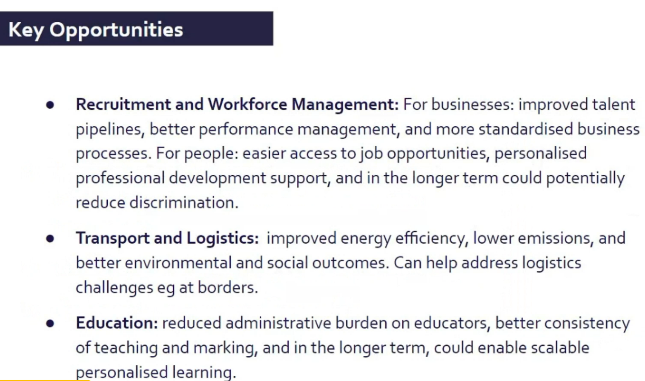 Key Opportunities
● Recruitment and Workforce Management: For businesses: improved talent
pipelines, better performance management, and more standardised business
processes. For people: easier access to job opportunities, personalised
professional development support, and in the longer term could potentially
reduce discrimination.
● Transport and Logistics: improved energy efficiency, lower emissions, and
better environmental and social outcomes. Can help address logistics
challenges eg at borders.
● Education: reduced administrative burden on educators, better consistency
of teaching and marking, and in the longer term, could enable scalable
personalised learning.